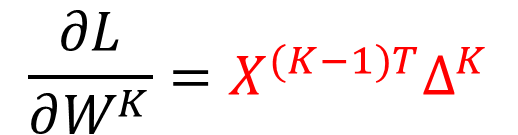 ∂L/∂W^K = X^{(K−1)T}Δ^K